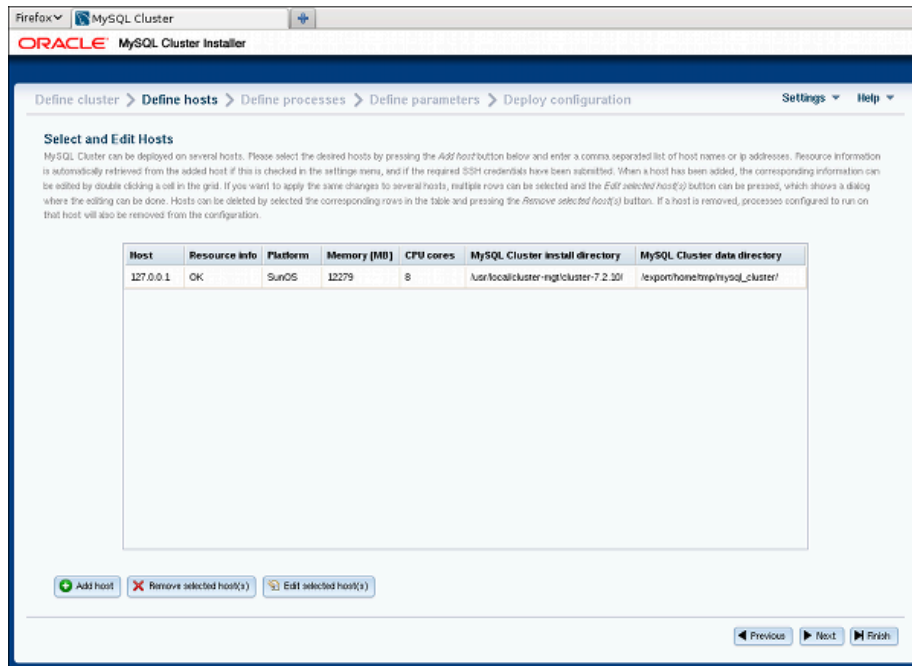 Firefox MySQL Cluster
ORACLE MySQL Cluster Installer
Define cluster Define hosts Define processes Define parameters Deploy configuration Settings Help
Select and Edit Hosts
MySQL Cluster can be deployed on several hosts. Please select the desired hosts by pressing the Add host button below and enter a comma separated list of host names or ip addresses. Resource information
is automatically retrieved from the added host if this is checked in the settings menu, and if the required SSH credentials have been submitted. When a host has been added, the corresponding information can
be edited by double clicking a cell in the grid. If you want to apply the same changes to several hosts, multiple rows can be selected and the Edit selected host(s) button can be pressed, which shows a dialog
where the editing can be done. Hosts can be deleted by selected the corresponding rows in the table and pressing the Remove selected host(s) button. If a host is removed, processes configured to run on
that host will also be removed from the configuration.
Host Resource info Platform Memory [MB] CPU cores MySQL Cluster install directory MySQL Cluster data directory
127.0.0.1 OK SunOS 12279 8 /usr/local/cluster-mgt/cluster-7.2.10/ /export/home/tmp/mysql_cluster/
Add host Remove selected host(s) Edit selected host(s)
Previous Next Finish